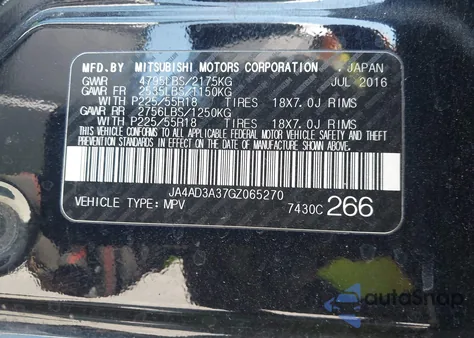 MFD.BY MITSUBISHI MOTORS CORPORATION , JAPAN
GVWR 4795LBS/2175KG JUL 2016
GAWR FR 2535LBS/1150KG
WITH P225/55R18 TIRES 18X7.0J RIMS
GAWR RR 2756LBS/1250KG
WITH P225/55R18 TIRES 18X7.0J RIMS
THIS VEHICLE CONFORMS TO ALL APPLICABLE FEDERAL MOTOR VEHICLE SAFETY AND THEFT
PREVENTION STANDARDS IN EFFECT ON THE DATE OF MANUFACTURE SHOWN ABOVE.
JA4AD3A37GZ065270
VEHICLE TYPE: MPV 7430C 266
autoSnap